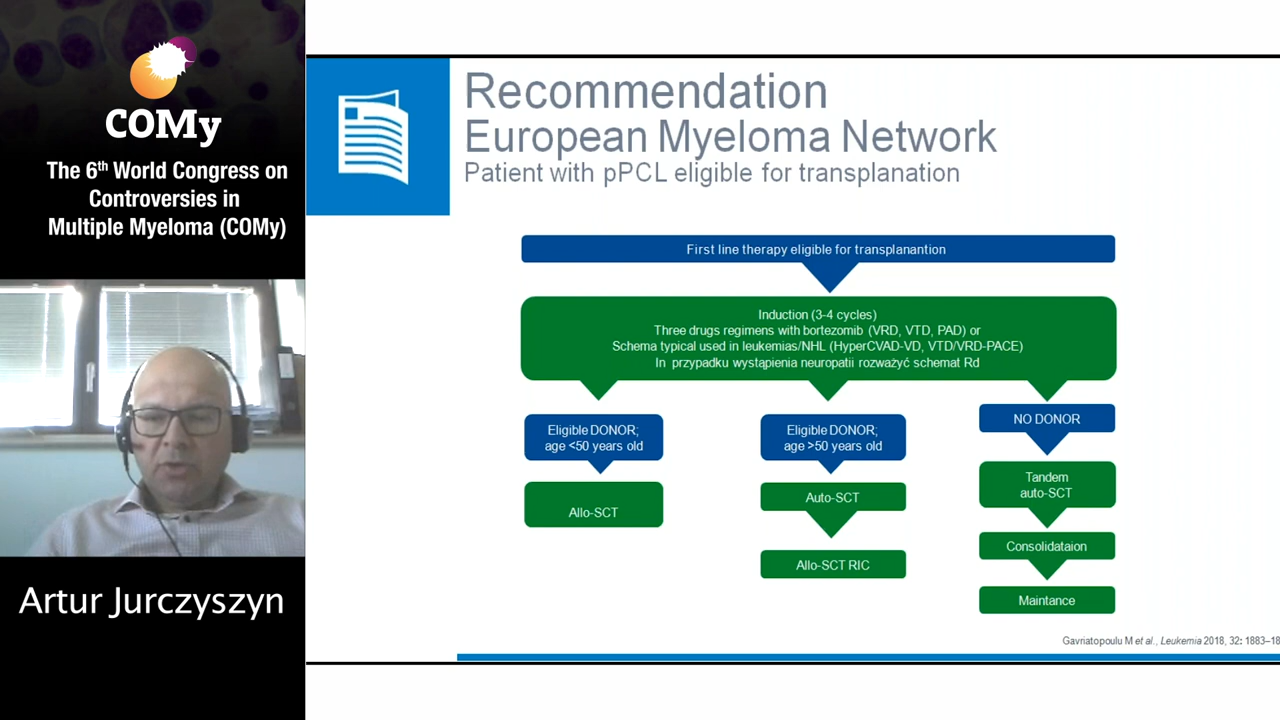 COMy
The 6th World Congress on
Controversies in
Multiple Myeloma (COMy)
Artur Jurczyszyn
Recommendation
European Myeloma Network
Patient with pPCL eligible for transplanation
First line therapy eligible for transplanantion
Induction (3-4 cycles)
Three drugs regimens with bortezomib (VRD, VTD, PAD) or
Schema typical used in leukemias/NHL (HyperCVAD-VD, VTD/VRD-PACE)
In przypadku wystąpienia neuropatii rozważyć schemat Rd
Eligible DONOR;
age <50 years old
Allo-SCT
Eligible DONOR;
age >50 years old
Auto-SCT
Allo-SCT RIC
NO DONOR
Tandem
auto-SCT
Consolidataion
Maintance
Gavriatopoulu M et al., Leukemia 2018, 32: 1883–18